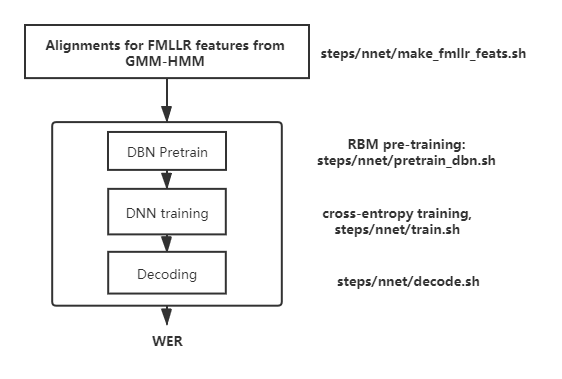 Alignments for FMLLR features from
GMM-HMM
steps/nnet/make_fmllr_feats.sh
DBN Pretrain
RBM pre-training:
steps/nnet/pretrain_dbn.sh
DNN training
cross-entropy training,
steps/nnet/train.sh
Decoding
steps/nnet/decode.sh
WER